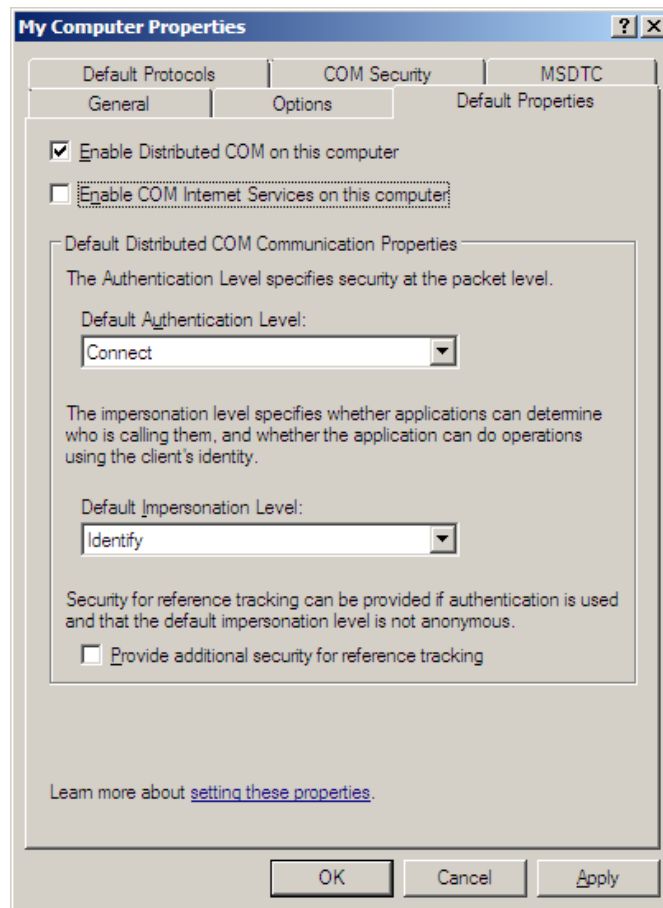 My Computer Properties
Default Protocols COM Security MSDTC
General Options Default Properties
Enable Distributed COM on this computer
Enable COM Internet Services on this computer
Default Distributed COM Communication Properties
The Authentication Level specifies security at the packet level.
Default Authentication Level:
Connect
The impersonation level specifies whether applications can determine
who is calling them, and whether the application can do operations
using the client's identity.
Default Impersonation Level:
Identify
Security for reference tracking can be provided if authentication is used
and that the default impersonation level is not anonymous.
Provide additional security for reference tracking
Learn more about setting these properties.
OK Cancel Apply